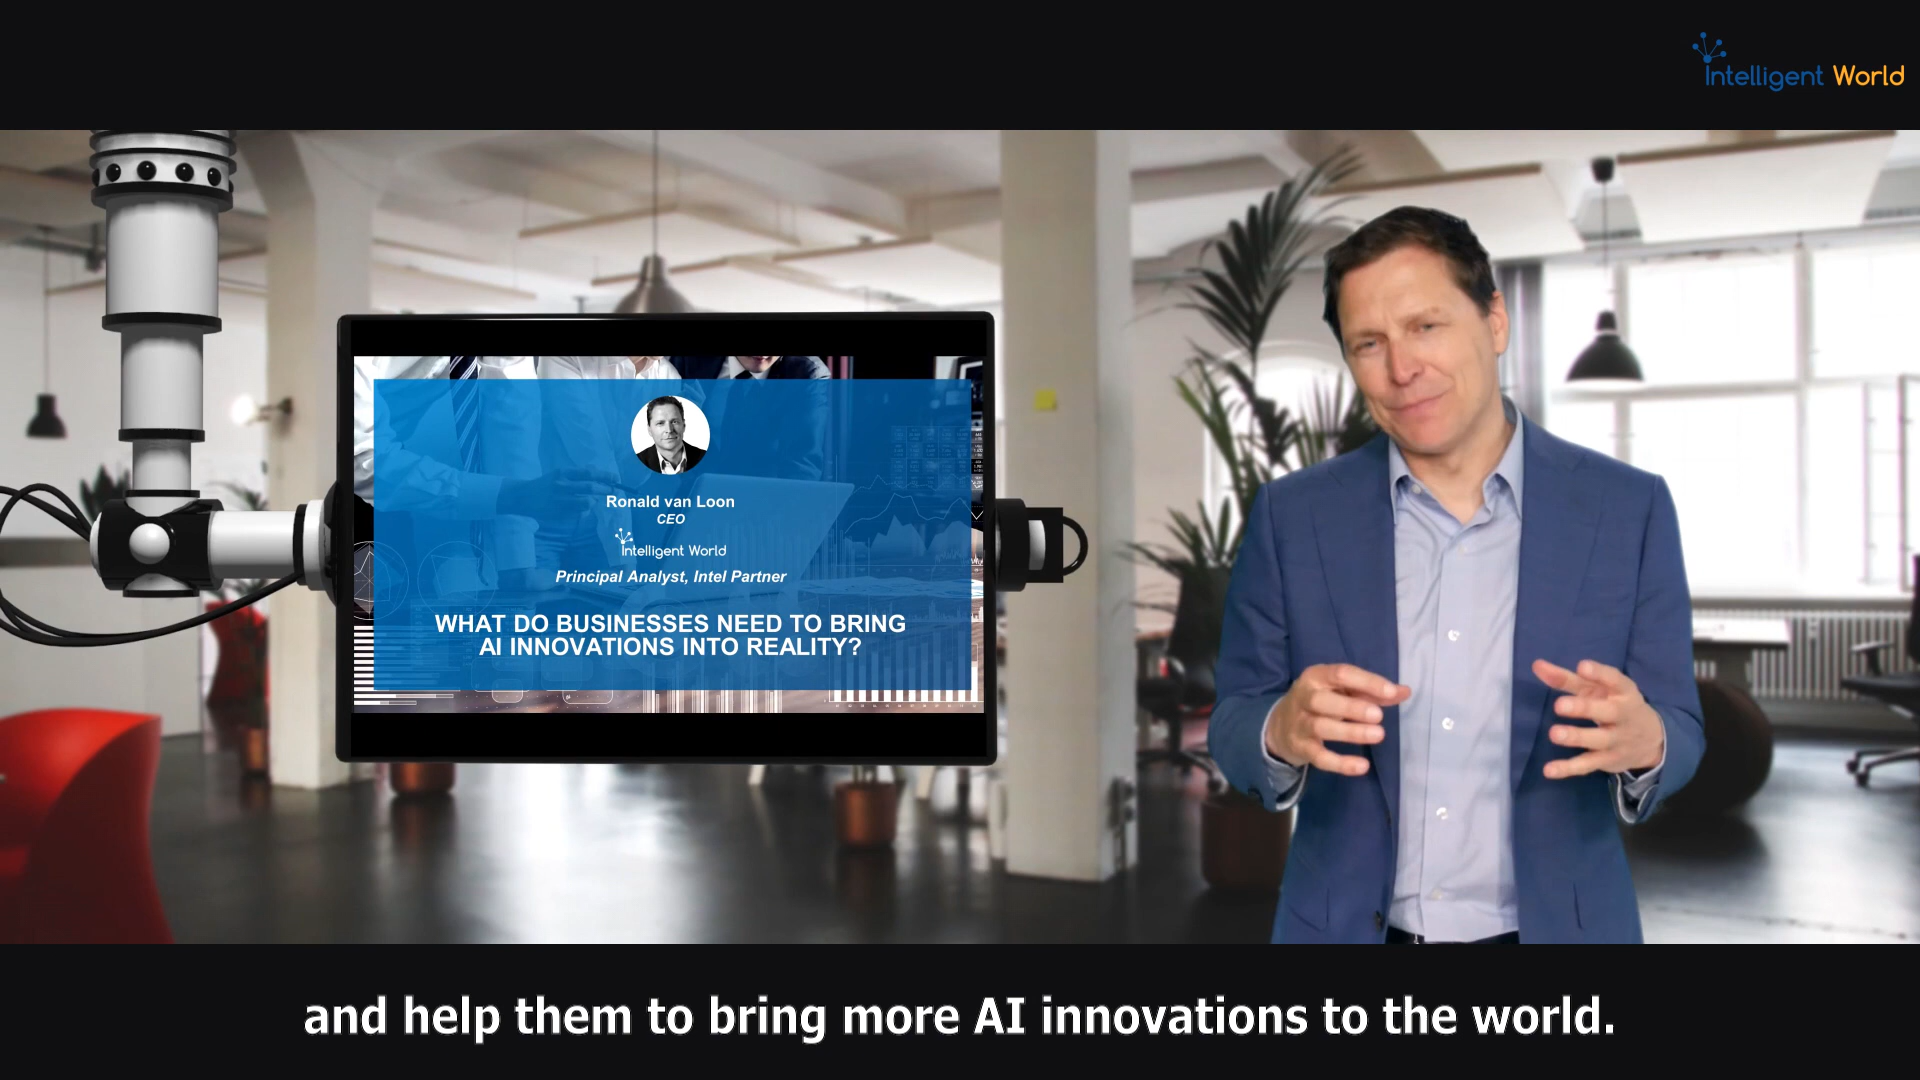 Intelligent World
Ronald van Loon
CEO
Intelligent World
Principal Analyst, Intel Partner
WHAT DO BUSINESSES NEED TO BRING
AI INNOVATIONS INTO REALITY?
and help them to bring more AI innovations to the world.